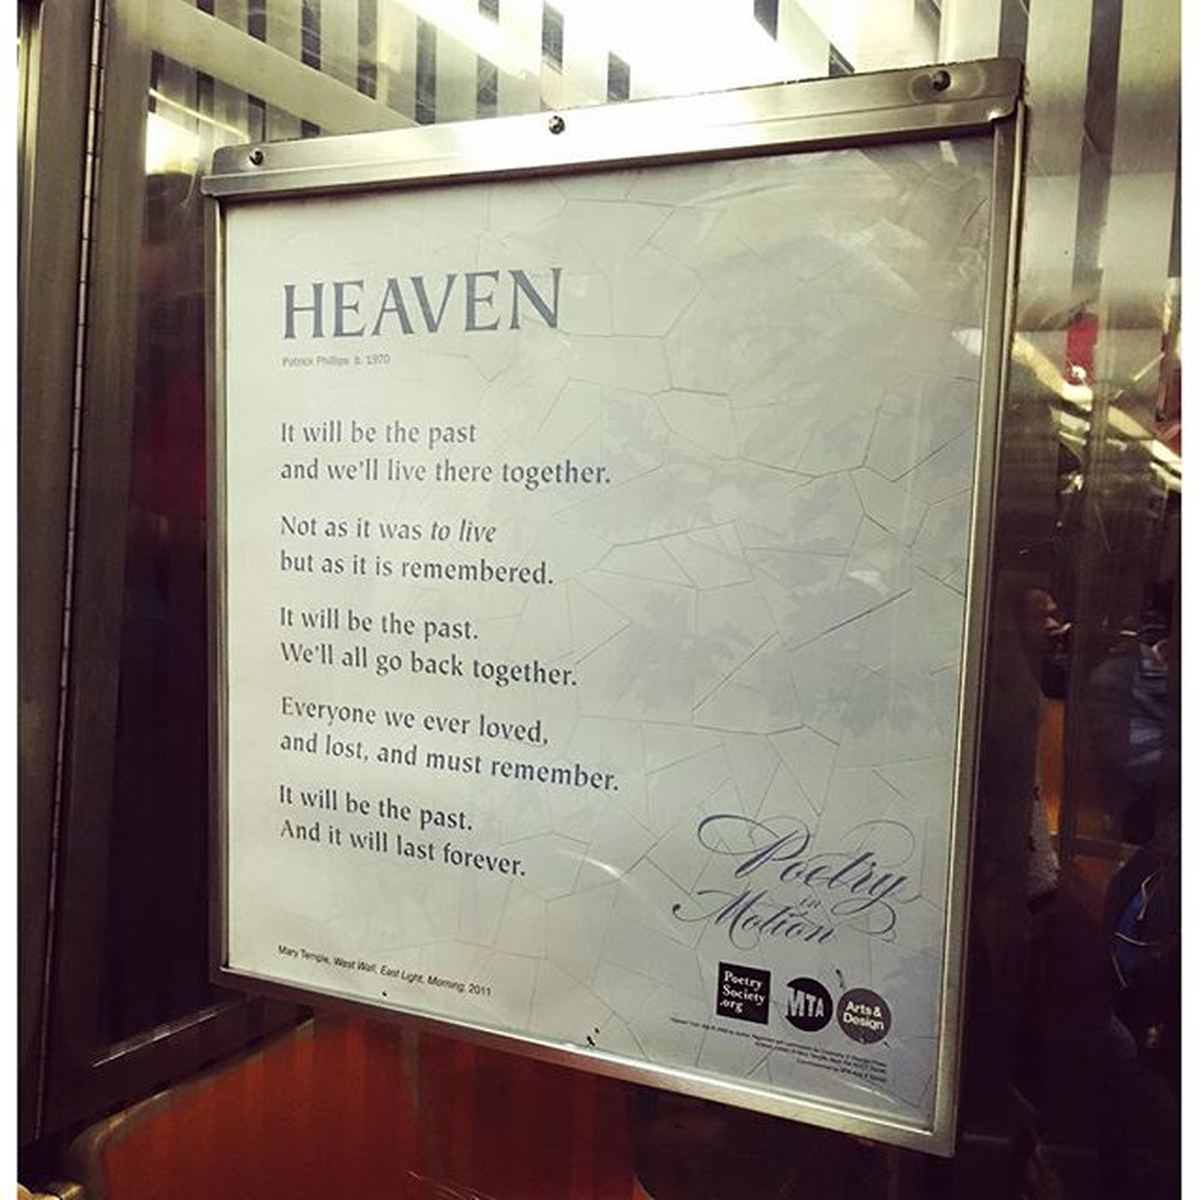 HEAVEN
Patrick Phillips b. 1970
It will be the past
and we'll live there together.
Not as it was to live
but as it is remembered.
It will be the past.
We'll all go back together.
Everyone we ever loved,
and lost, and must remember.
It will be the past.
And it will last forever.
Mary Temple, West Wall, East Light, Morning, 2011
Poetry
in
Motion
Poetry
Society
.org
MTA
Arts &
Design